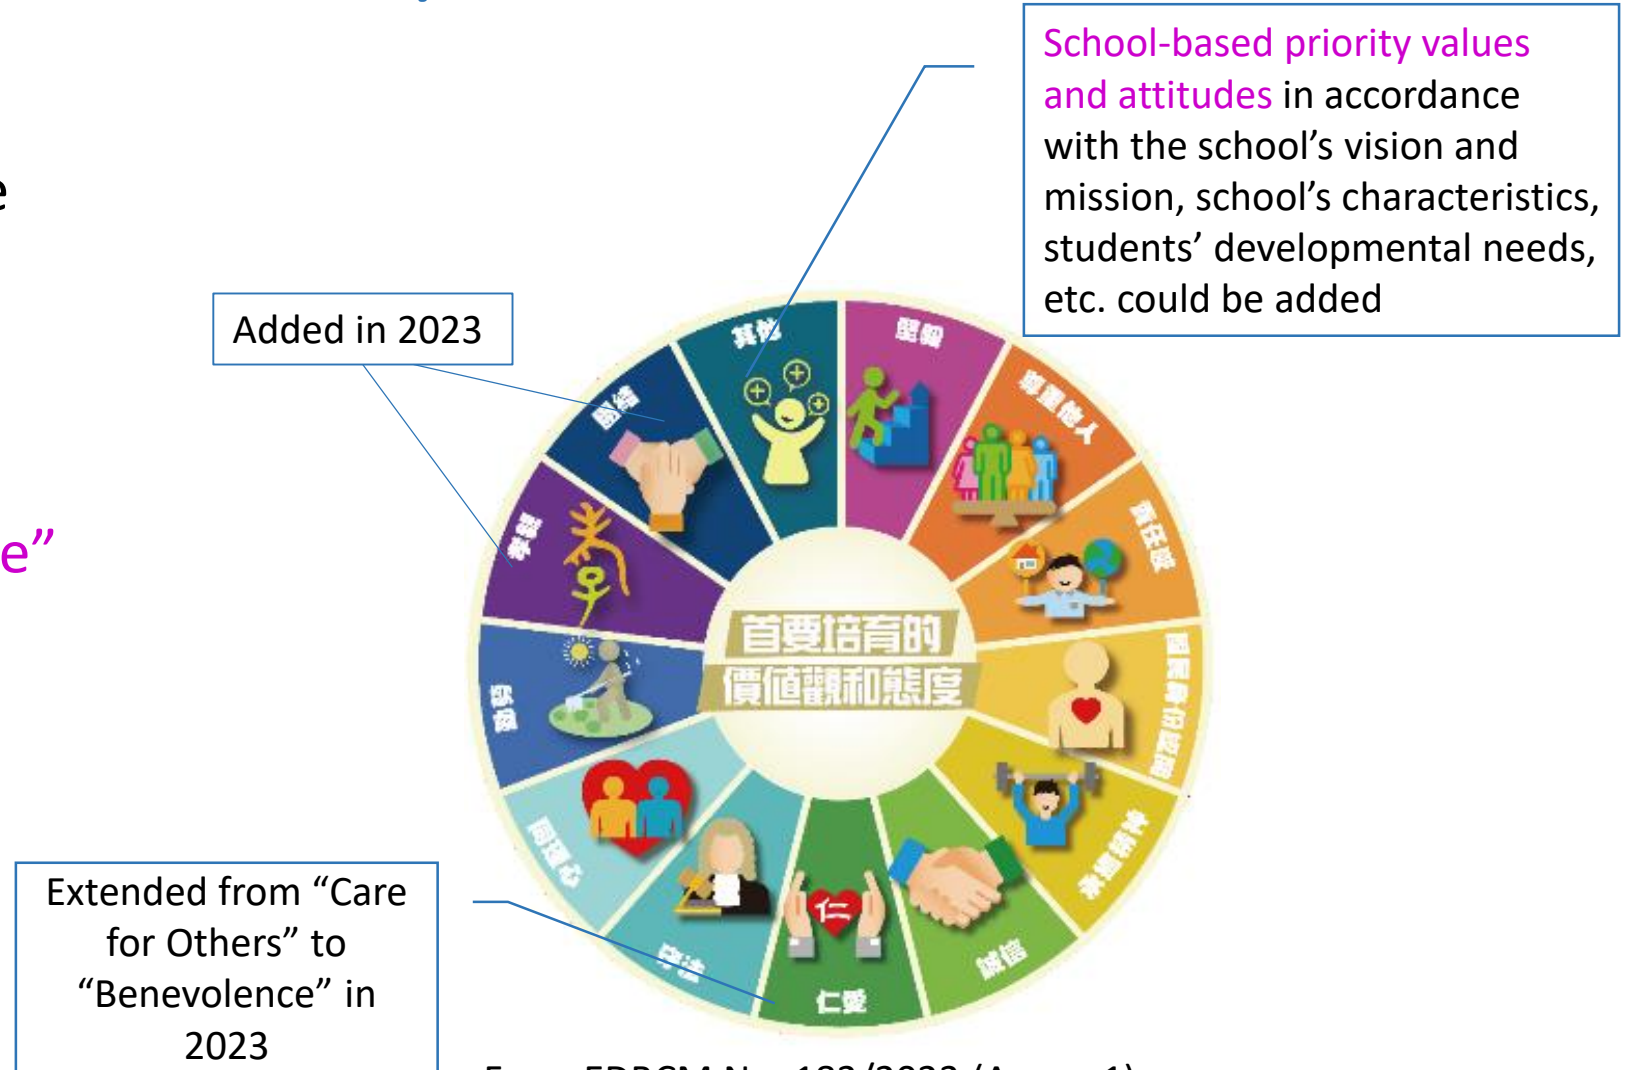 School-based priority values
and attitudes in accordance
with the school’s vision and
mission, school’s characteristics,
students’ developmental needs,
etc. could be added
e
Added in 2023
e”
其他
堅毅
尊重他人
責任感
國民身份認同
承擔精神
誠信
仁愛
仁
守法
同理心
勤勞
孝親
團結
首要培育的
價值觀和態度
Extended from “Care
for Others” to
“Benevolence” in
2023